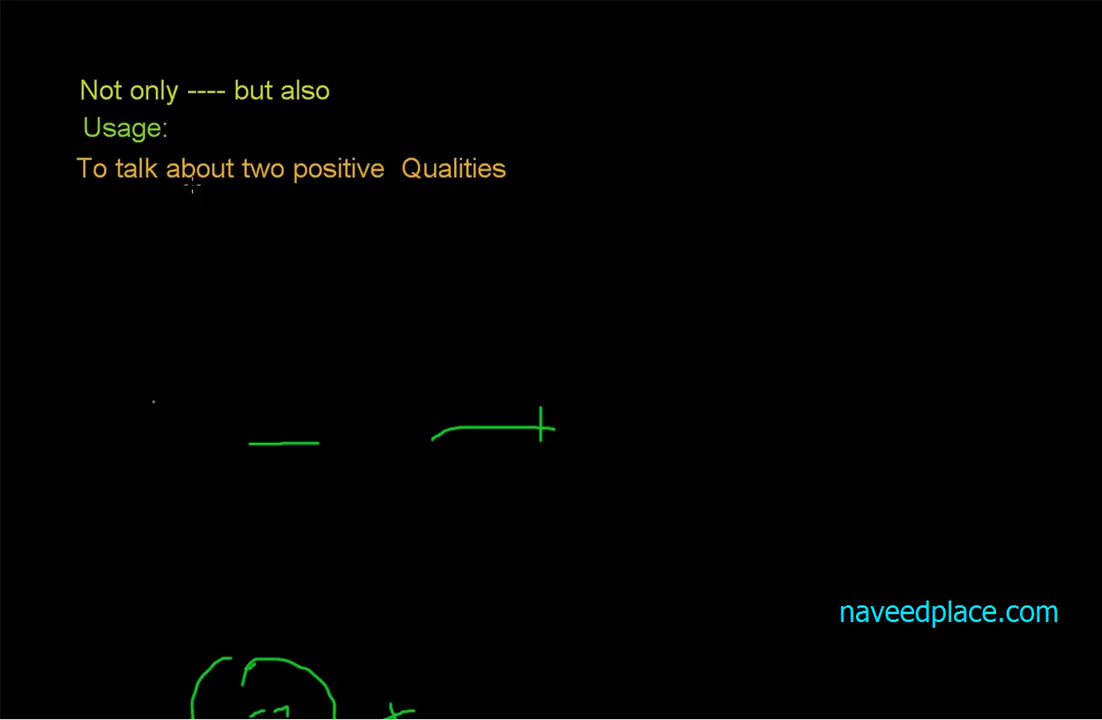 Not only ---- but also
Usage:
To talk about two positive  Qualities
naveedplace.com